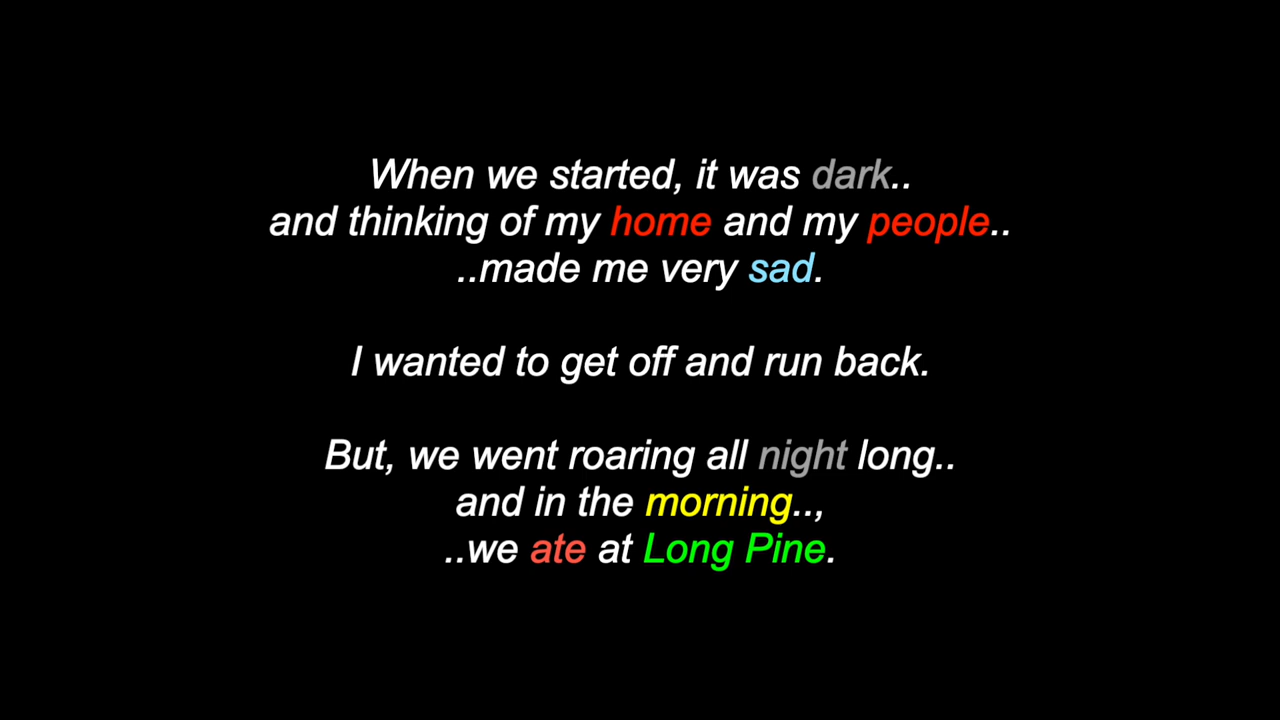 When we started, it was dark..
and thinking of my home and my people..
..made me very sad.
I wanted to get off and run back.
But, we went roaring all night long..
and in the morning..,
..we ate at Long Pine.